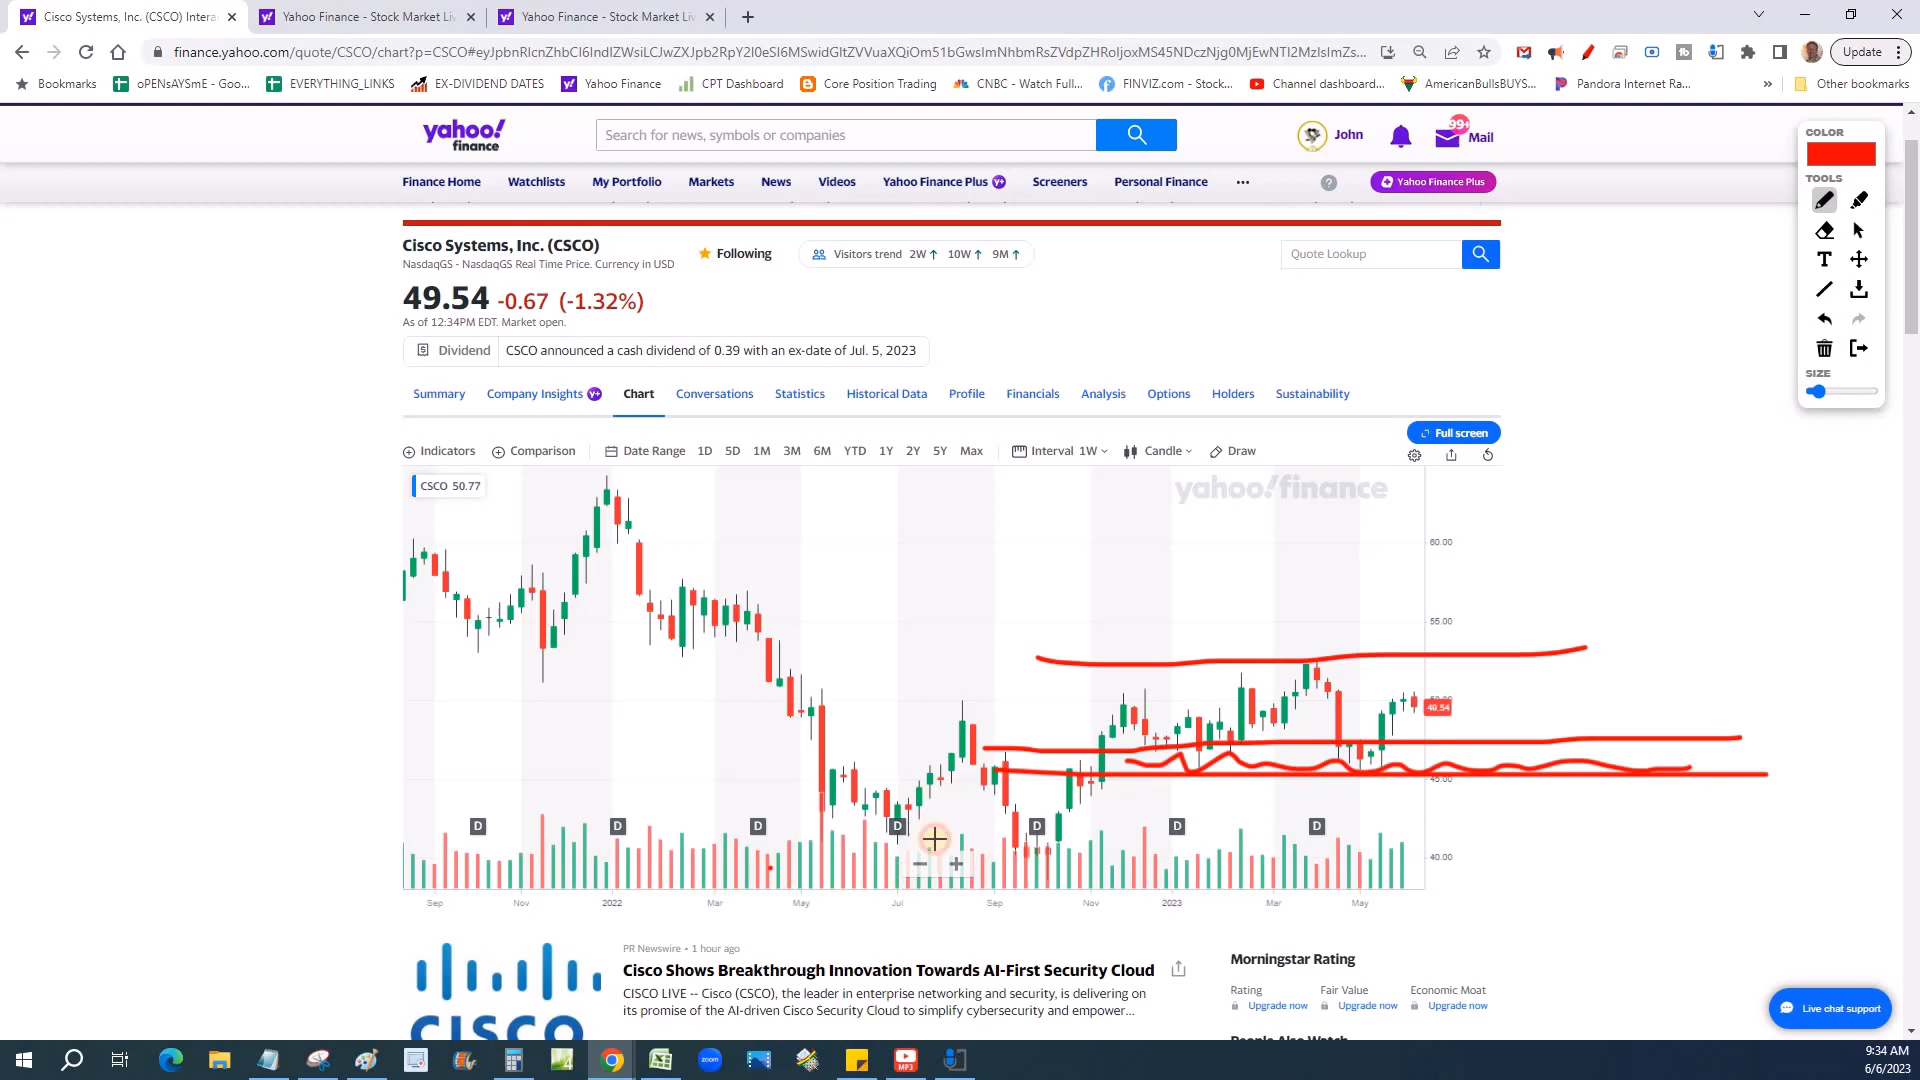 Cisco Systems, Inc. (CSCO) Intera
Yahoo Finance - Stock Market Liv
Yahoo Finance - Stock Market Liv
Update
Bookmarks
oPENsAYSmE - Goo...
EVERYTHING_LINKS
EX-DIVIDEND DATES
Yahoo Finance
CPT Dashboard
Core Position Trading
CNBC - Watch Full...
FINVIZ.com - Stock...
Channel dashboard...
AmericanBullsBUYS...
Pandora Internet Ra...
Other bookmarks
yahoo!
finance
Search for news, symbols or companies
John
99+
Mail
COLOR
TOOLS
SIZE
Finance Home
Watchlists
My Portfolio
Markets
News
Videos
Yahoo Finance Plus
Screeners
Personal Finance
...
Yahoo Finance Plus
Cisco Systems, Inc. (CSCO)
NasdaqGS - NasdaqGS Real Time Price. Currency in USD
Following
Visitors trend 2W↑ 10W↑ 9M↑
Quote Lookup
49.54 -0.67 (-1.32%)
As of 12:34PM EDT. Market open.
Dividend
CSCO announced a cash dividend of 0.39 with an ex-date of Jul. 5, 2023
Summary
Company Insights
Chart
Conversations
Statistics
Historical Data
Profile
Financials
Analysis
Options
Holders
Sustainability
Full screen
Indicators
Comparison
Date Range
1D
5D
1M
3M
6M
YTD
1Y
2Y
5Y
Max
Interval 1W
Candle
Draw
CSCO 50.77
yahoo!finance
60.00
55.00
49.54
45.00
40.00
D
D
D
D
D
D
D
Sep
Nov
2022
Mar
May
Jul
Sep
Nov
2023
Mar
May
PR Newswire • 1 hour ago
Cisco Shows Breakthrough Innovation Towards AI-First Security Cloud
CISCO LIVE -- Cisco (CSCO), the leader in enterprise networking and security, is delivering on
its promise of the AI-driven Cisco Security Cloud to simplify cybersecurity and empower...
CISCO
Morningstar Rating
Rating
Fair Value
Economic Moat
Upgrade now
Upgrade now
Upgrade now
Live chat support
zoom
MP3
9:34 AM
6/6/2023